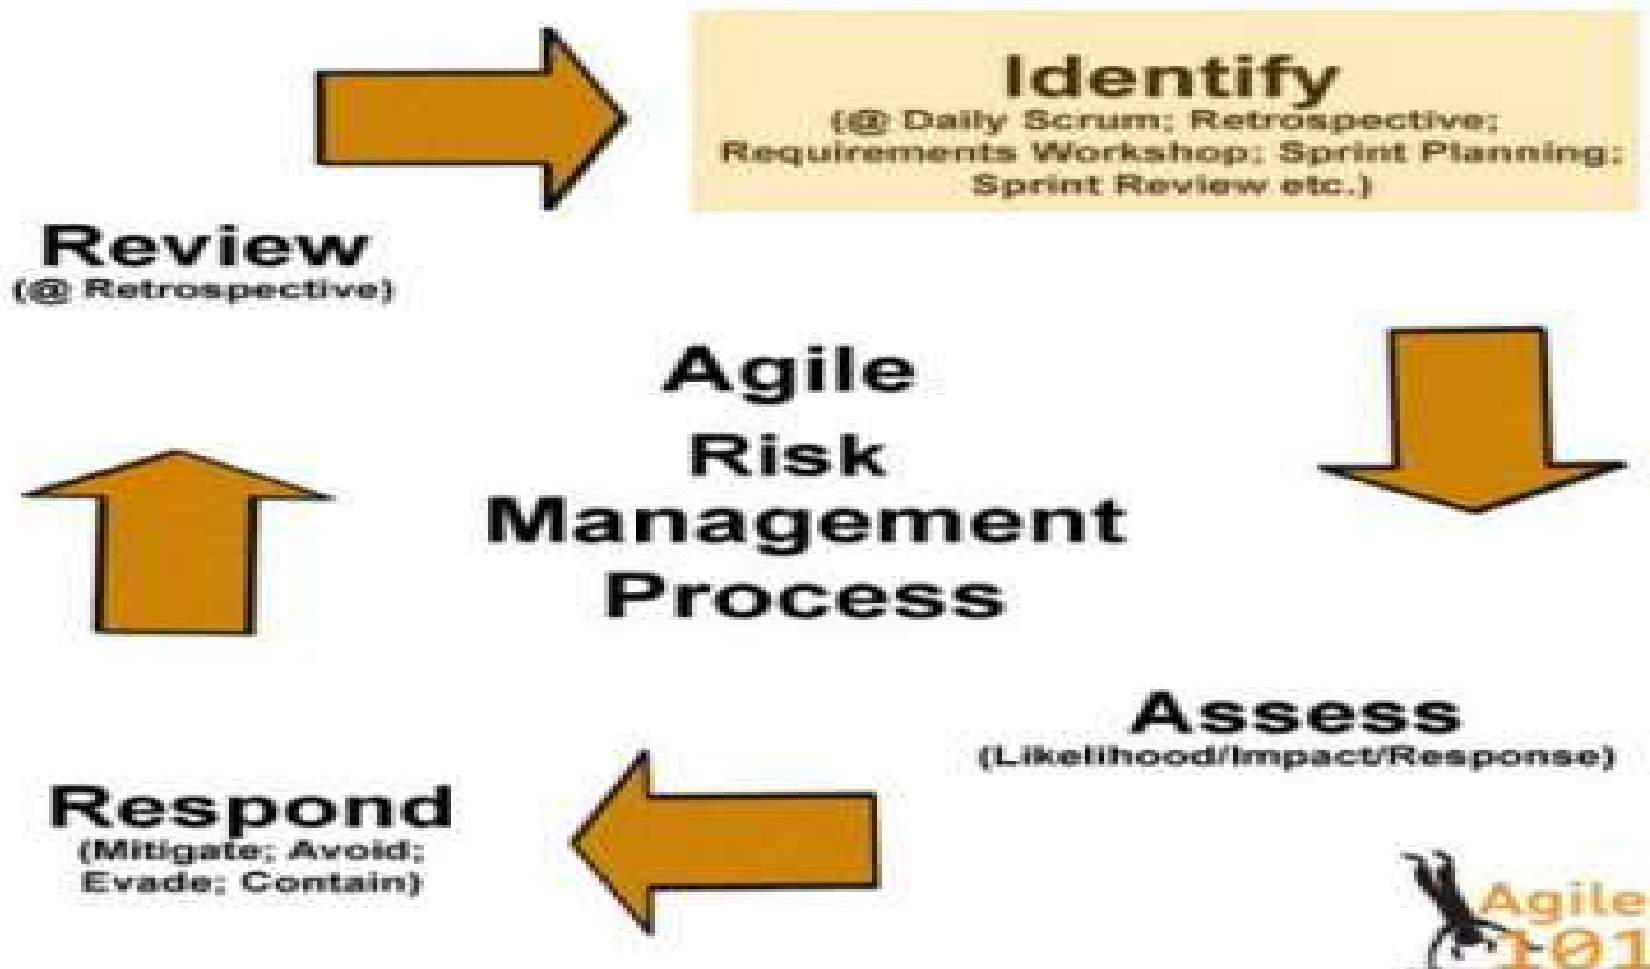 Identify
(@ Daily Scrum; Retrospective;
Requirements Workshop; Sprint Planning;
Sprint Review etc.)
Review
(@ Retrospective)
Agile
Risk
Management
Process
Assess
(Likelihood/Impact/Response)
Respond
(Mitigate; Avoid;
Evade; Contain)
Agile
101